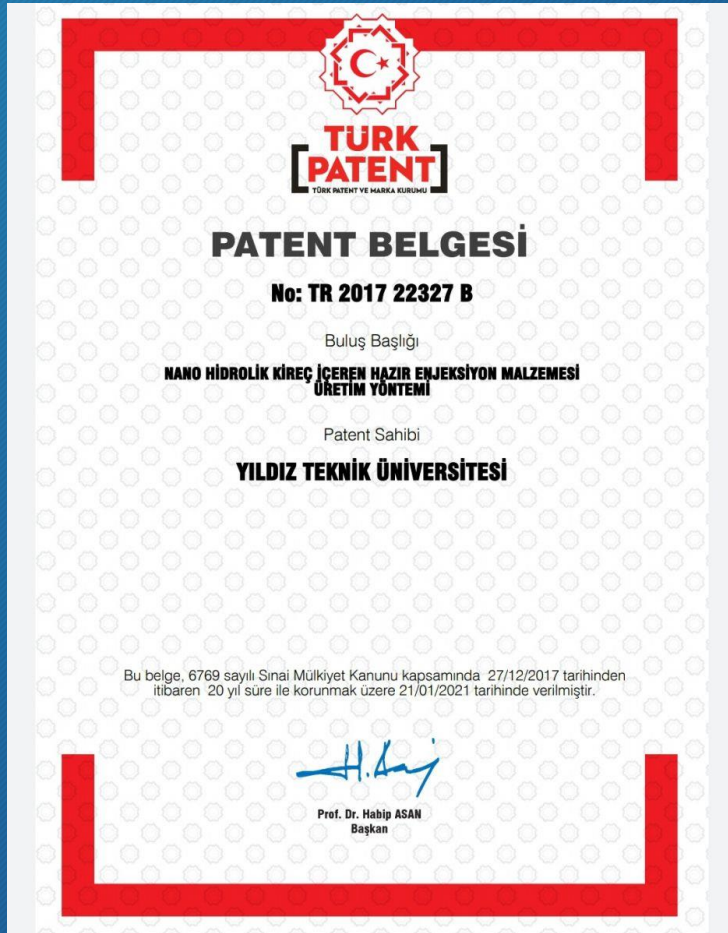 TÜRK
PATENT
TÜRK PATENT VE MARKA KURUMU
PATENT BELGESİ
No: TR 2017 22327 B
Buluş Başlığı
NANO HİDROLİK KİREÇ İÇEREN HAZIR ENJEKSİYON MALZEMESİ
ÜRETİM YÖNTEMİ
Patent Sahibi
YILDIZ TEKNİK ÜNİVERSİTESİ
Bu belge, 6769 sayılı Sınai Mülkiyet Kanunu kapsamında 27/12/2017 tarihinden
itibaren 20 yıl süre ile korunmak üzere 21/01/2021 tarihinde verilmiştir.
H. Asan
Prof. Dr. Habip ASAN
Başkan